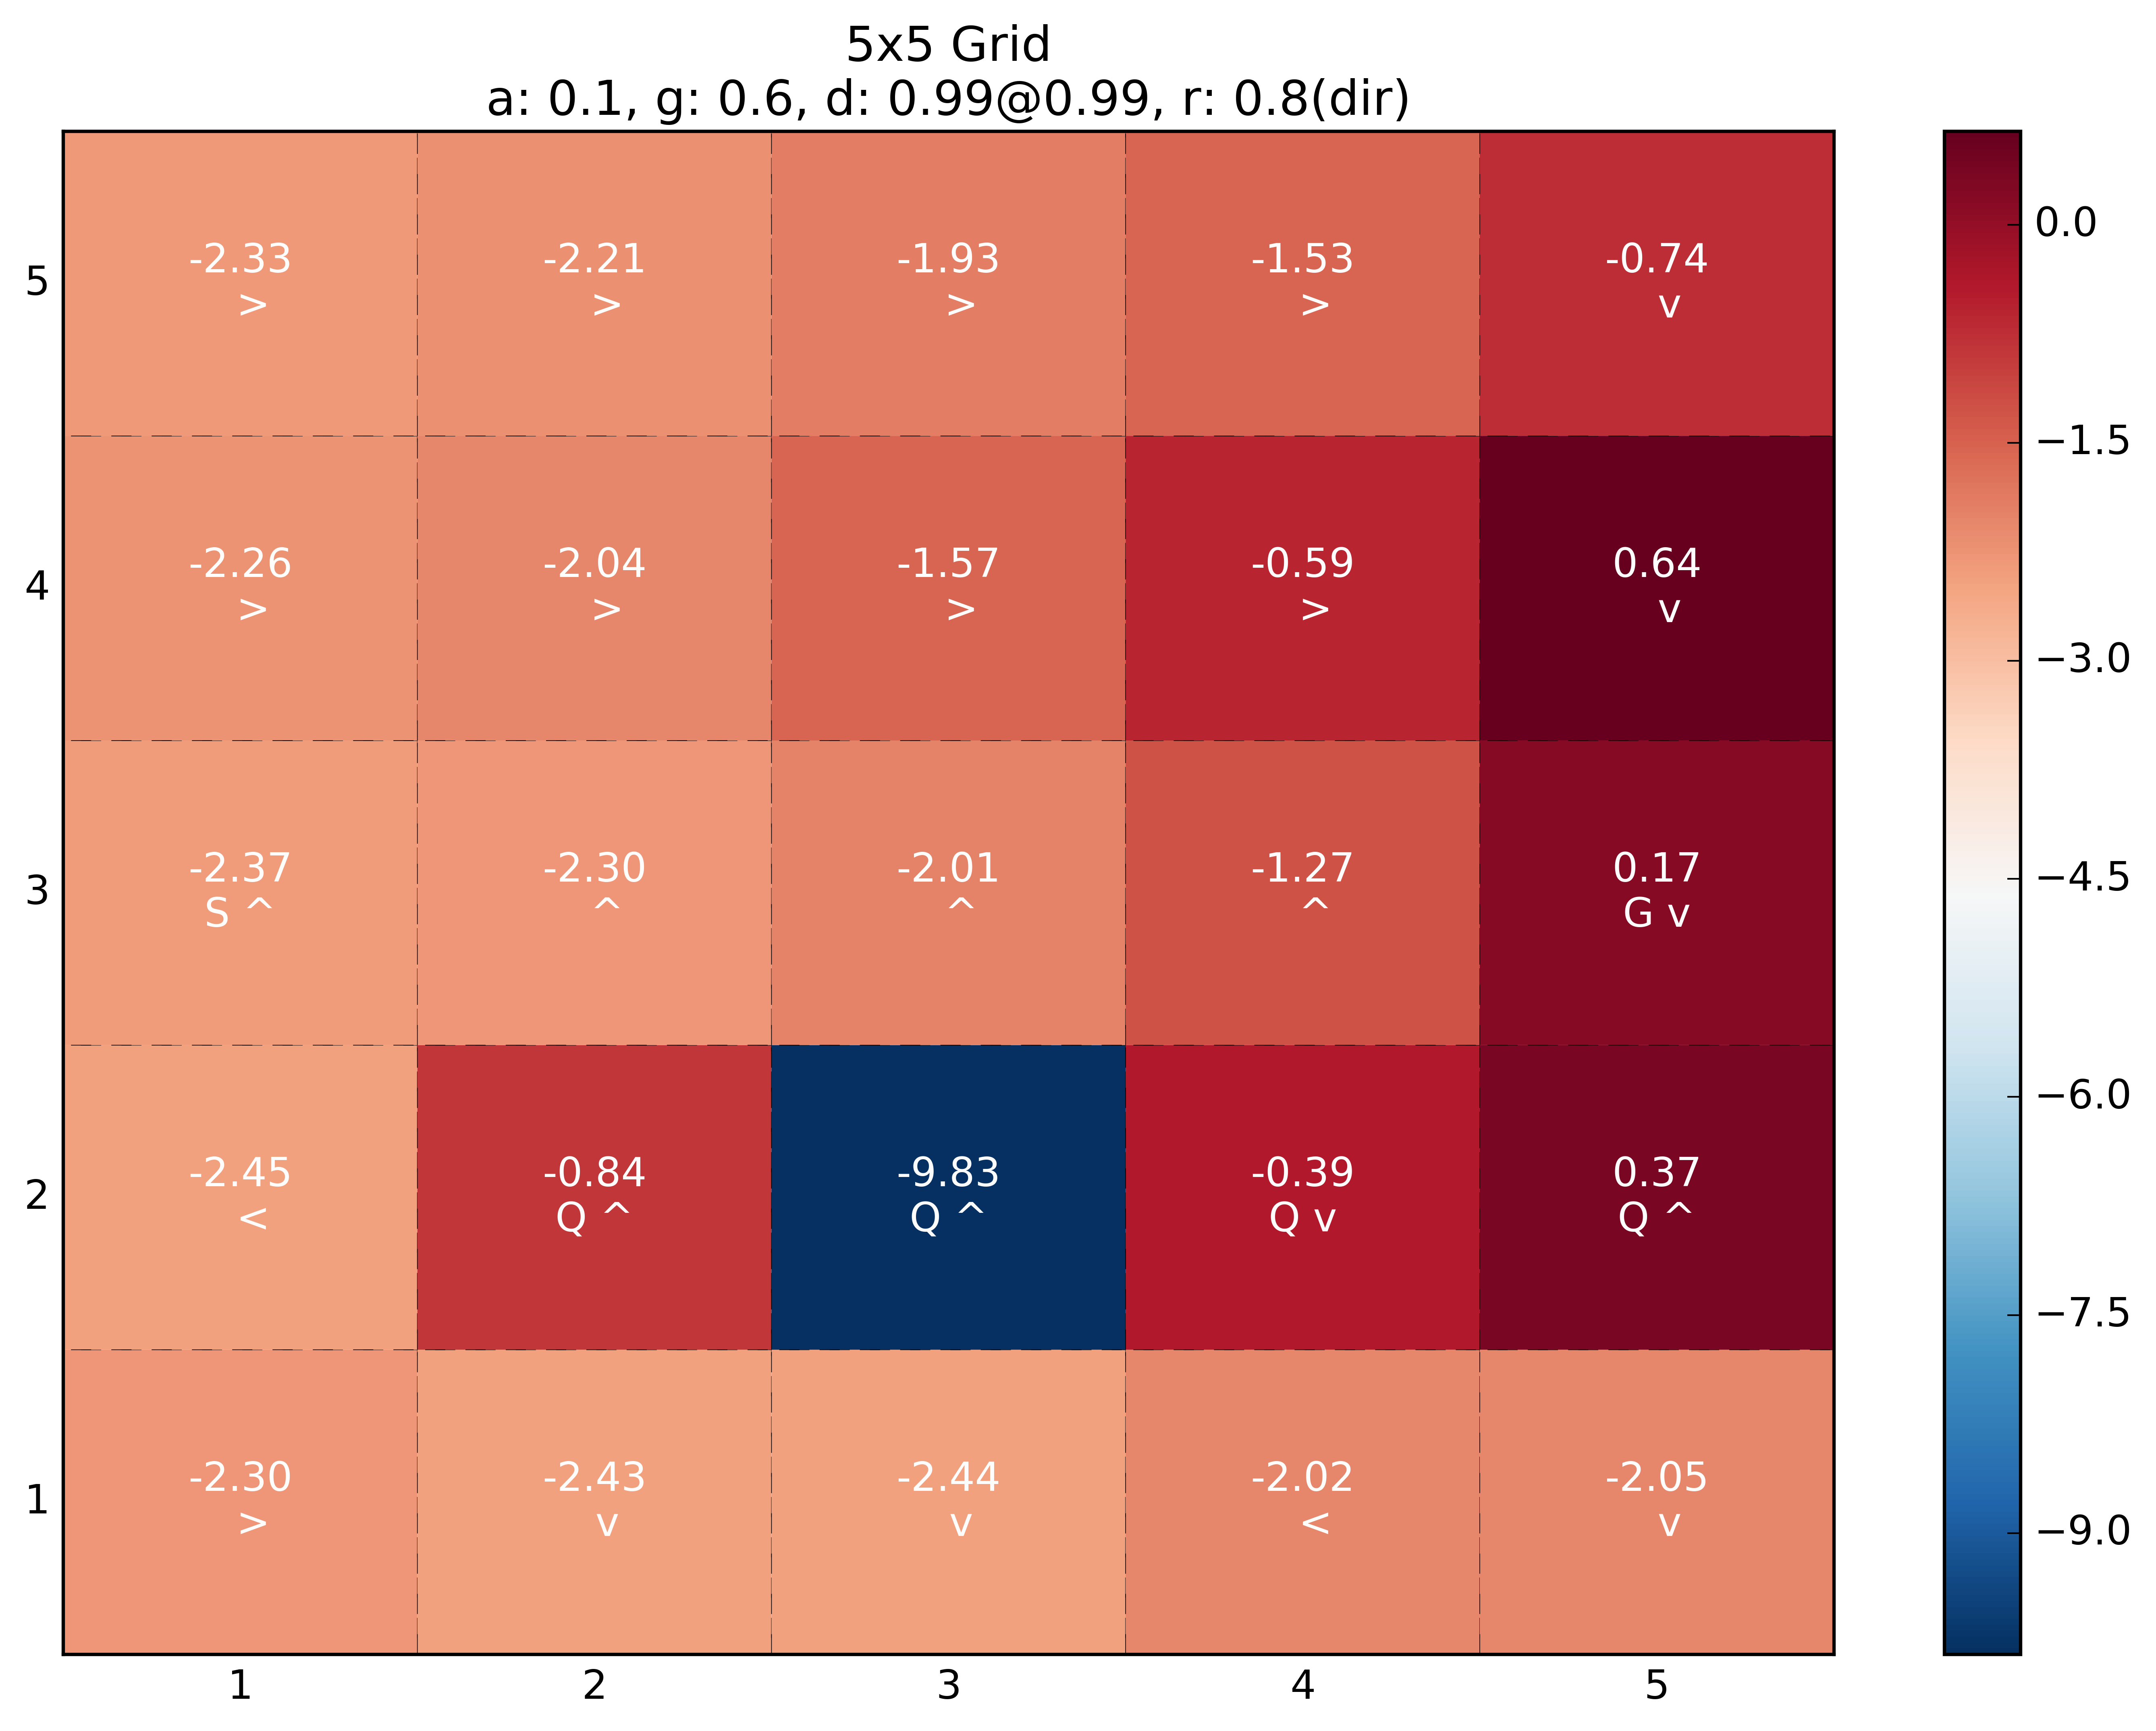 5x5 Grid
a: 0.1, g: 0.6, d: 0.99@0.99, r: 0.8(dir)
5
-2.33 -2.21 -1.93 -1.53 -0.74
> > > > v
4
-2.26 -2.04 -1.57 -0.59 0.64
> > > > v
3
-2.37 -2.30 -2.01 -1.27 0.17
S ^ ^ ^ ^ G v
2
-2.45 -0.84 -9.83 -0.39 0.37
< Q ^ Q ^ Q v Q ^
1
-2.30 -2.43 -2.44 -2.02 -2.05
> v v < v
1 2 3 4 5
0.0
−1.5
−3.0
−4.5
−6.0
−7.5
−9.0